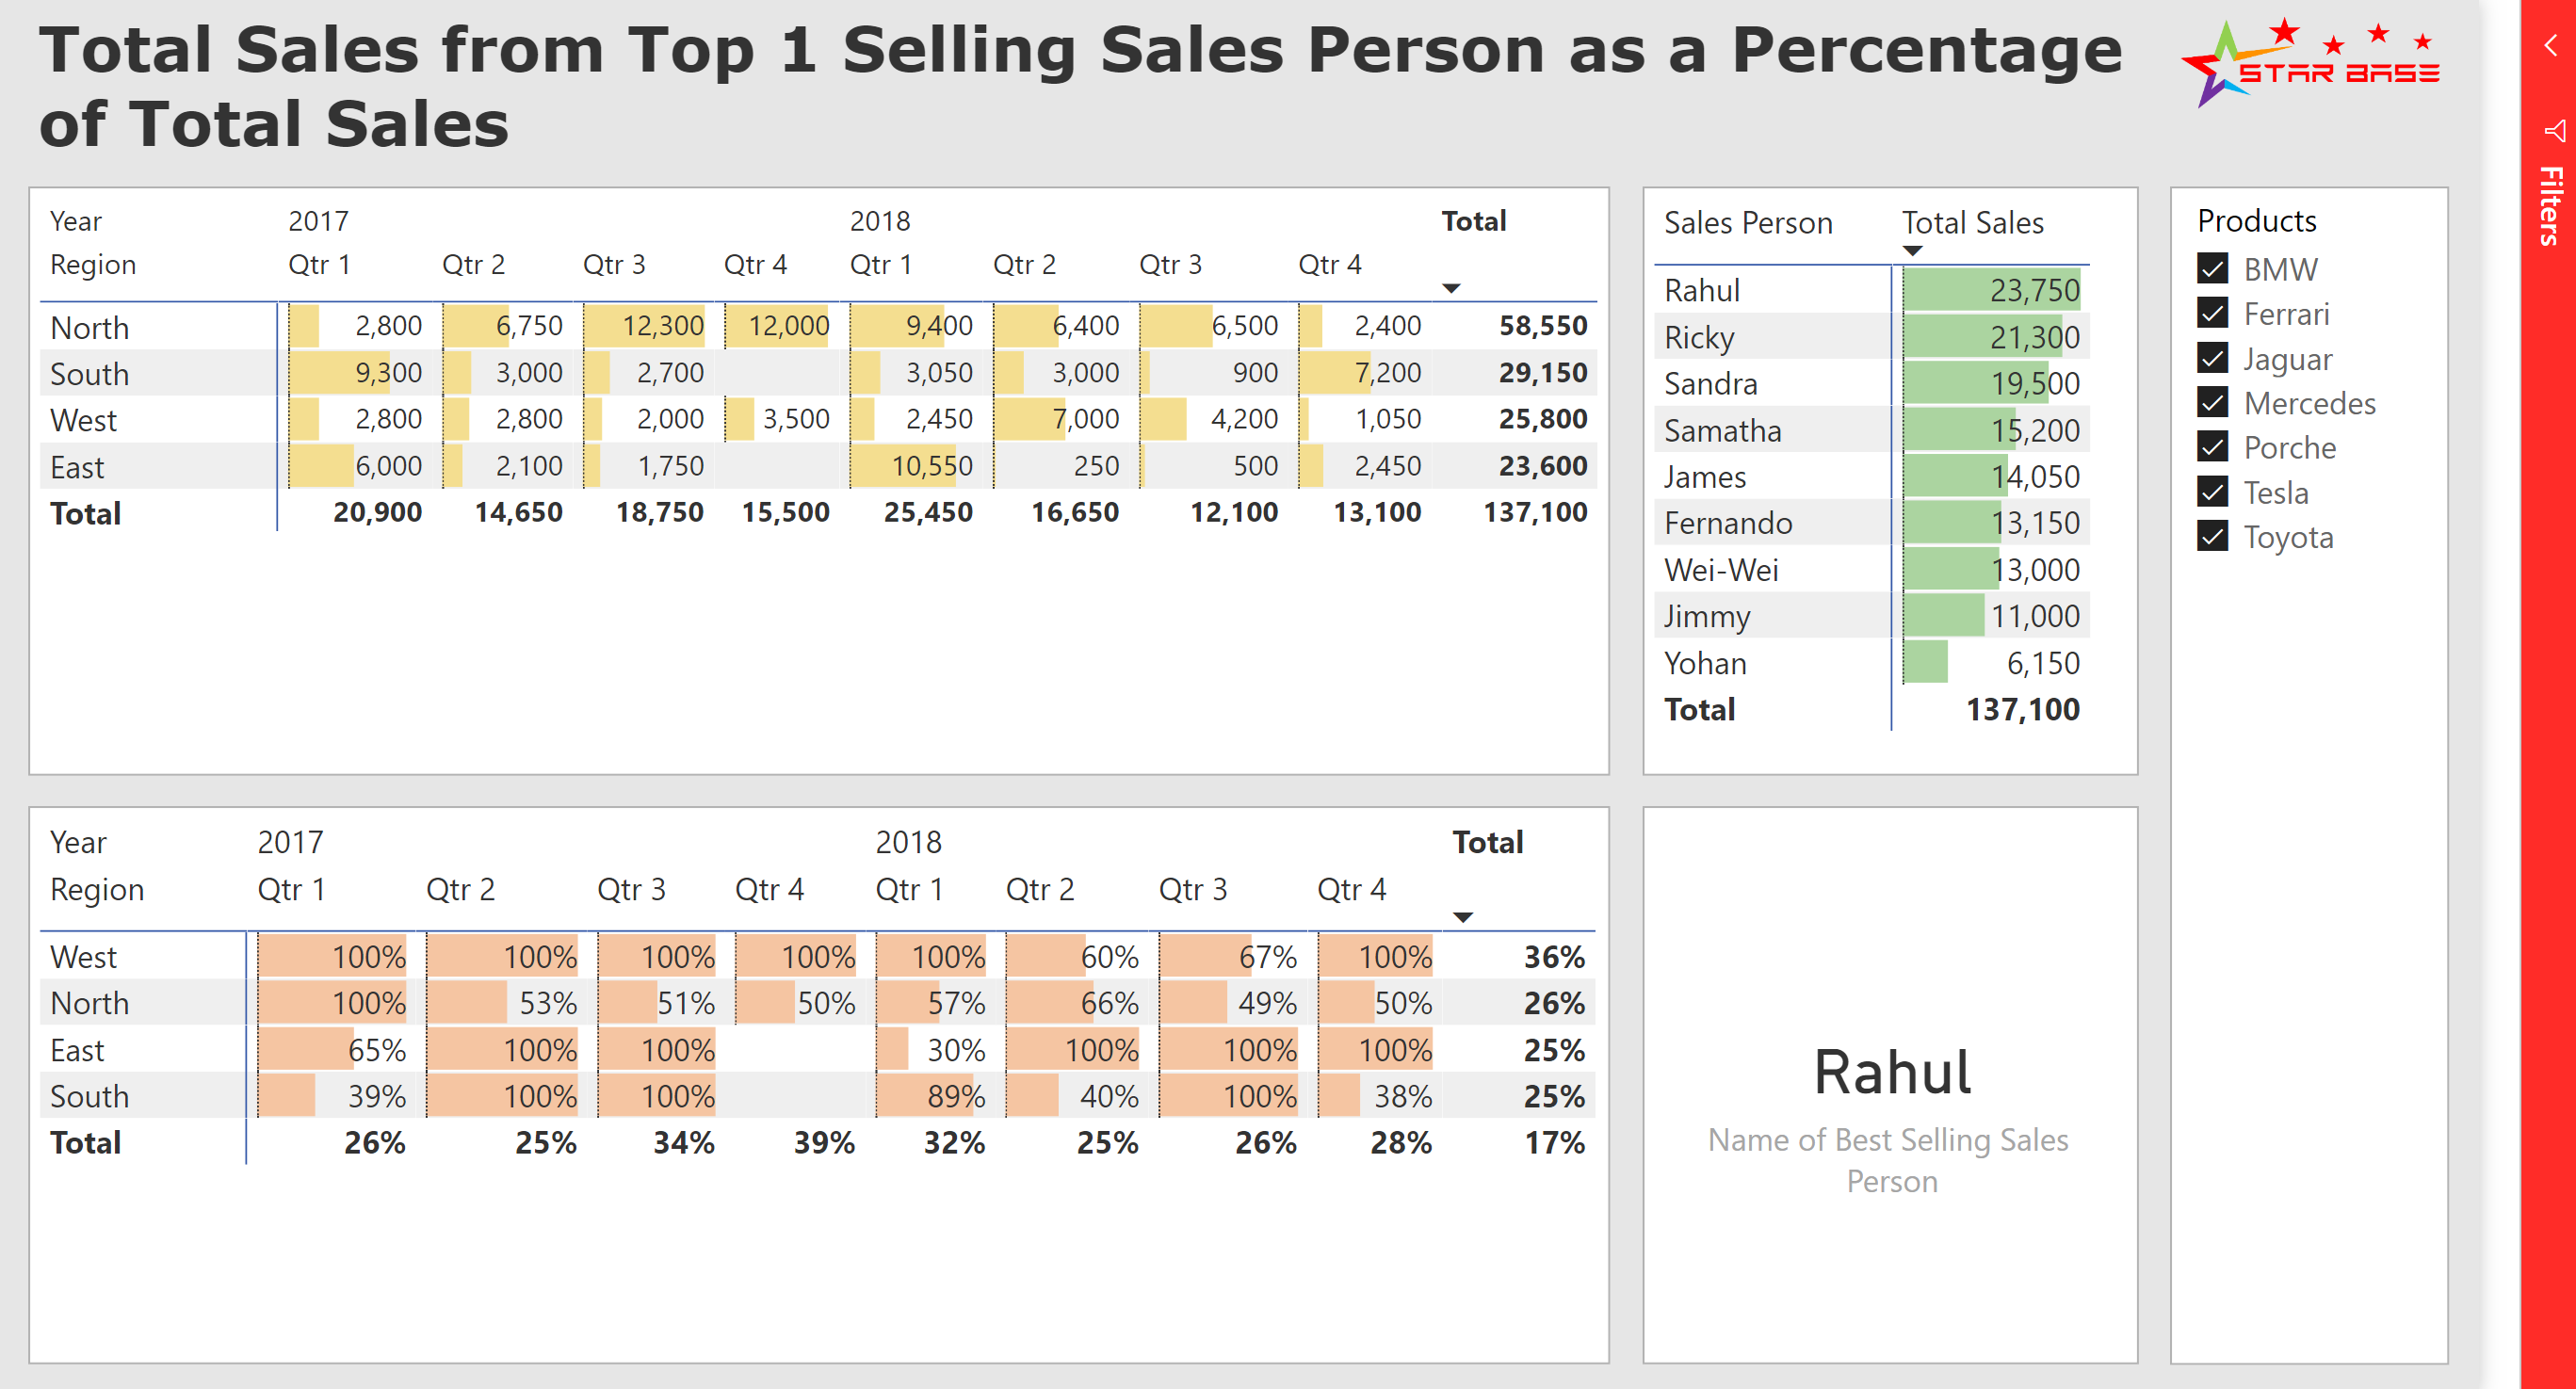 Total Sales from Top 1 Selling Sales Person as a Percentage
of Total Sales
STAR BASE
Filters
Year 2017 2018 Total
Region Qtr 1 Qtr 2 Qtr 3 Qtr 4 Qtr 1 Qtr 2 Qtr 3 Qtr 4
North 2,800 6,750 12,300 12,000 9,400 6,400 6,500 2,400 58,550
South 9,300 3,000 2,700 3,050 3,000 900 7,200 29,150
West 2,800 2,800 2,000 3,500 2,450 7,000 4,200 1,050 25,800
East 6,000 2,100 1,750 10,550 250 500 2,450 23,600
Total 20,900 14,650 18,750 15,500 25,450 16,650 12,100 13,100 137,100
Sales Person Total Sales
Rahul 23,750
Ricky 21,300
Sandra 19,500
Samatha 15,200
James 14,050
Fernando 13,150
Wei-Wei 13,000
Jimmy 11,000
Yohan 6,150
Total 137,100
Products
BMW
Ferrari
Jaguar
Mercedes
Porche
Tesla
Toyota
Year 2017 2018 Total
Region Qtr 1 Qtr 2 Qtr 3 Qtr 4 Qtr 1 Qtr 2 Qtr 3 Qtr 4
West 100% 100% 100% 100% 100% 60% 67% 100% 36%
North 100% 53% 51% 50% 57% 66% 49% 50% 26%
East 65% 100% 100% 30% 100% 100% 100% 25%
South 39% 100% 100% 89% 40% 100% 38% 25%
Total 26% 25% 34% 39% 32% 25% 26% 28% 17%
Rahul
Name of Best Selling Sales
Person